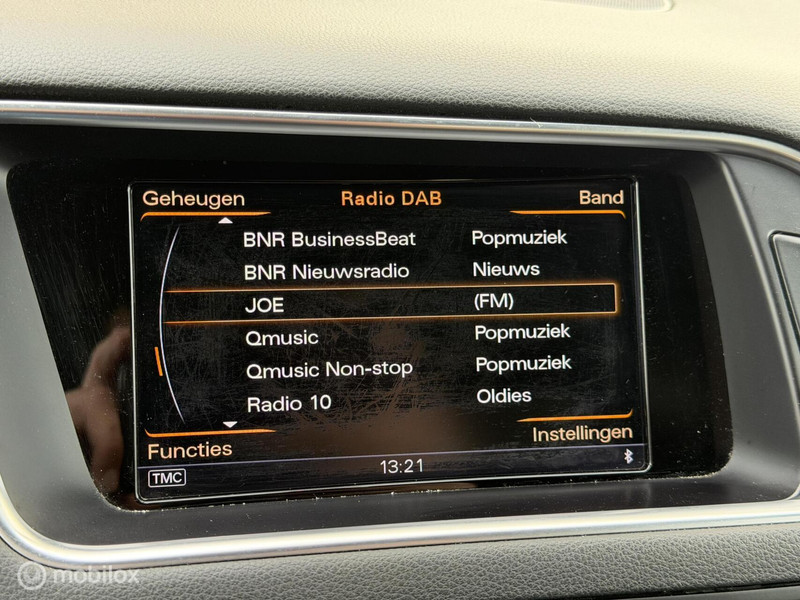 Geheugen Radio DAB Band
BNR BusinessBeat Popmuziek
BNR Nieuwsradio Nieuws
JOE (FM)
Qmusic Popmuziek
Qmusic Non-stop Popmuziek
Radio 10 Oldies
Functies Instellingen
TMC 13:21
mobilox